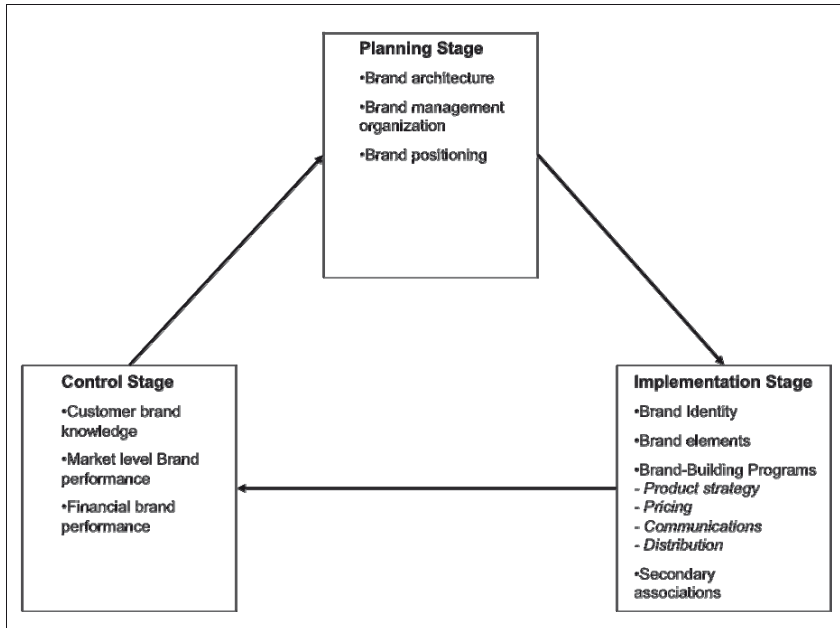 Planning Stage
•Brand architecture
•Brand management
organization
•Brand positioning
Control Stage
•Customer brand
knowledge
•Market level Brand
performance
•Financial brand
performance
Implementation Stage
•Brand Identity
•Brand elements
•Brand-Building Programs
- Product strategy
- Pricing
- Communications
- Distribution
•Secondary
associations